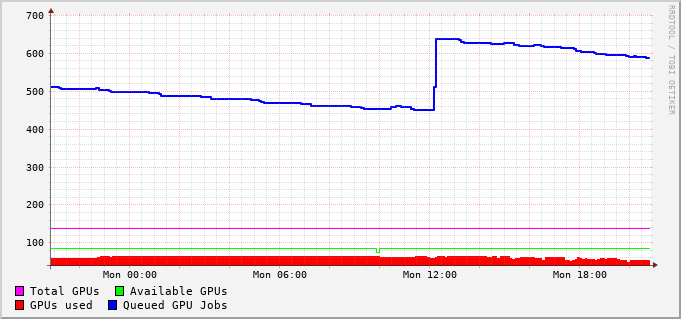 700
600
500
400
300
200
100
Mon 00:00 Mon 06:00 Mon 12:00 Mon 18:00
Total GPUs Available GPUs
GPUs used Queued GPU Jobs
RRDTOOL / TOBI OETIKER